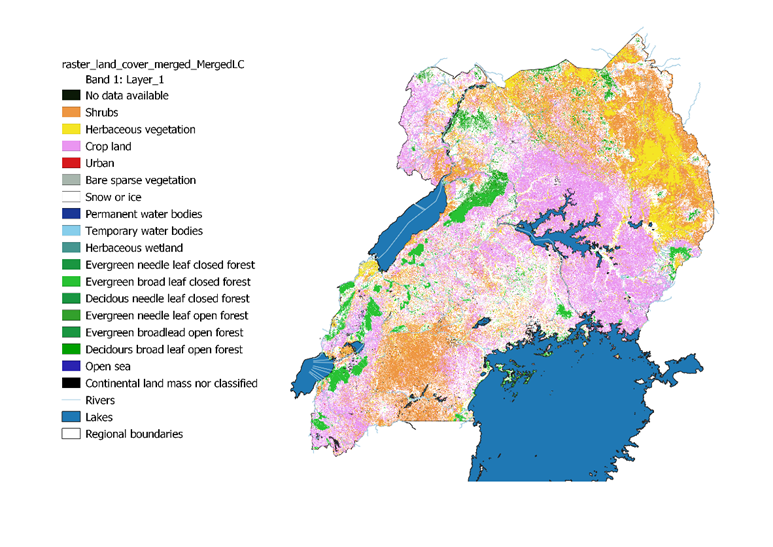 raster_land_cover_merged_MergedLC
Band 1: Layer_1
No data available
Shrubs
Herbaceous vegetation
Crop land
Urban
Bare sparse vegetation
Snow or ice
Permanent water bodies
Temporary water bodies
Herbaceous wetland
Evergreen needle leaf closed forest
Evergreen broad leaf closed forest
Decidous needle leaf closed forest
Evergreen needle leaf open forest
Evergreen broadlead open forest
Decidours broad leaf open forest
Open sea
Continental land mass nor classified
Rivers
Lakes
Regional boundaries